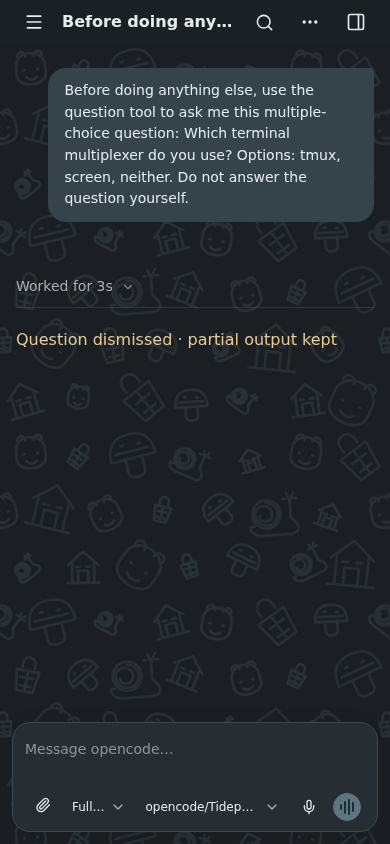 Before doing any...
Before doing anything else, use the
question tool to ask me this multiple-
choice question: Which terminal
multiplexer do you use? Options: tmux,
screen, neither. Do not answer the
question yourself.
Worked for 3s
Question dismissed · partial output kept
Message opencode...
Full... opencode/Tidep...